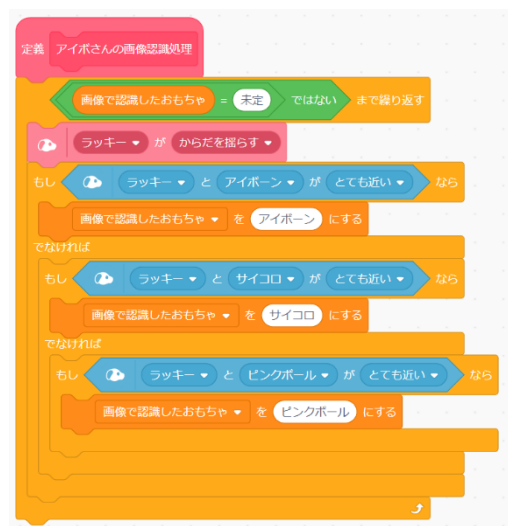 定義 アイボさんの画像認識処理
画像で認識したおもちゃ = 未定 ではない まで繰り返す
ラッキー が からだを揺らす
もし ラッキー と アイボーン が とても近い なら
画像で認識したおもちゃ を アイボーン にする
でなければ
もし ラッキー と サイコロ が とても近い なら
画像で認識したおもちゃ を サイコロ にする
でなければ
もし ラッキー と ピンクボール が とても近い なら
画像で認識したおもちゃ を ピンクボール にする